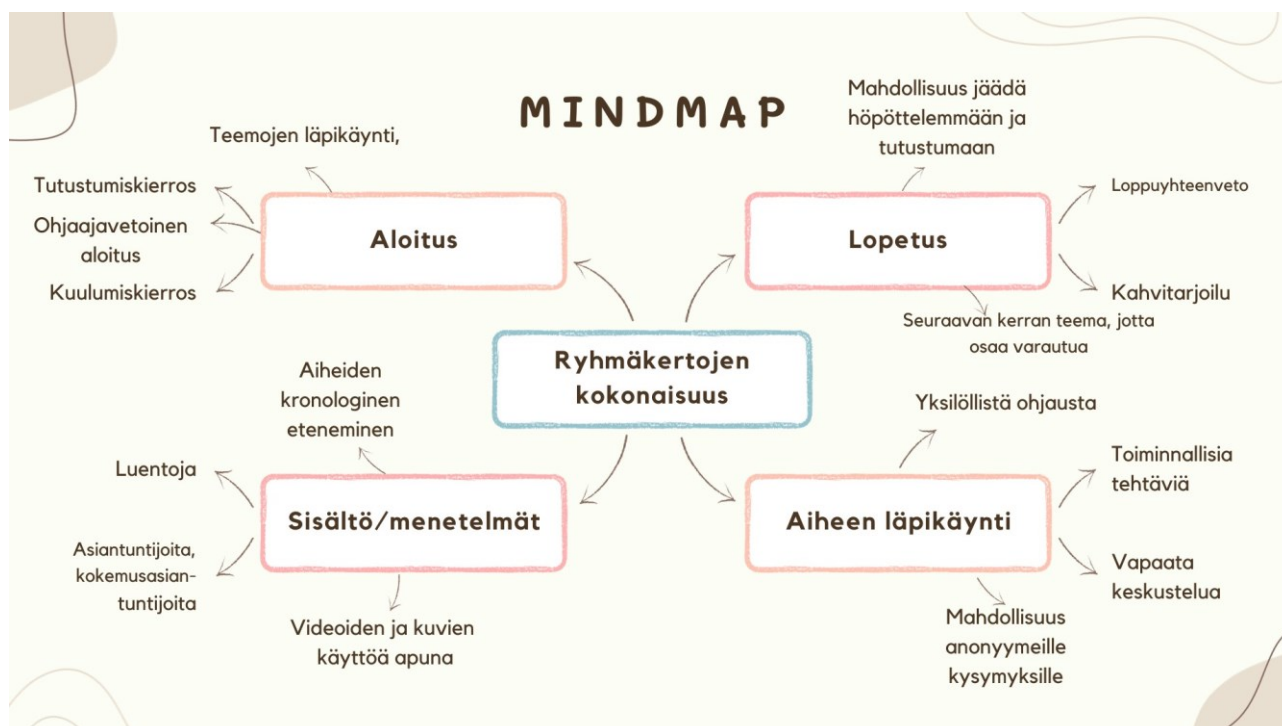 MINDMAP
Teemojen läpikäynti,
Tutustumiskierros
Ohjaajavetoinen
aloitus
Kuulumiskierros
Aloitus
Mahdollisuus jäädä
höpöttelemmään ja
tutustumaan
Loppuyhteenveto
Lopetus
Kahvitarjoilu
Seuraavan kerran teema, jotta
osaa varautua
Ryhmäkertojen
kokonaisuus
Aiheiden
kronologinen
eteneminen
Luentoja
Sisältö/menetelmät
Asiantuntijoita,
kokemusasian-
tuntijoita
Videoiden ja kuvien
käyttöä apuna
Yksilöllistä ohjausta
Toiminnallisia
tehtäviä
Aiheen läpikäynti
Vapaata
keskustelua
Mahdollisuus
anonyymeille
kysymyksille